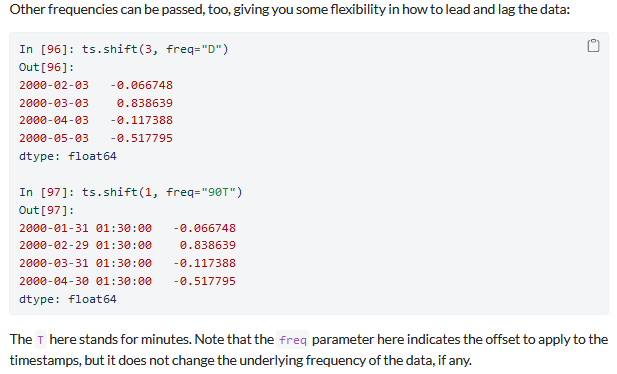 Other frequencies can be passed, too, giving you some flexibility in how to lead and lag the data:
In [96]: ts.shift(3, freq="D")
Out[96]:
2000-02-03   -0.066748
2000-03-03    0.838639
2000-04-03   -0.117388
2000-05-03   -0.517795
dtype: float64
In [97]: ts.shift(1, freq="90T")
Out[97]:
2000-01-31 01:30:00   -0.066748
2000-02-29 01:30:00    0.838639
2000-03-31 01:30:00   -0.117388
2000-04-30 01:30:00   -0.517795
dtype: float64
The T here stands for minutes. Note that the freq parameter here indicates the offset to apply to the
timestamps, but it does not change the underlying frequency of the data, if any.